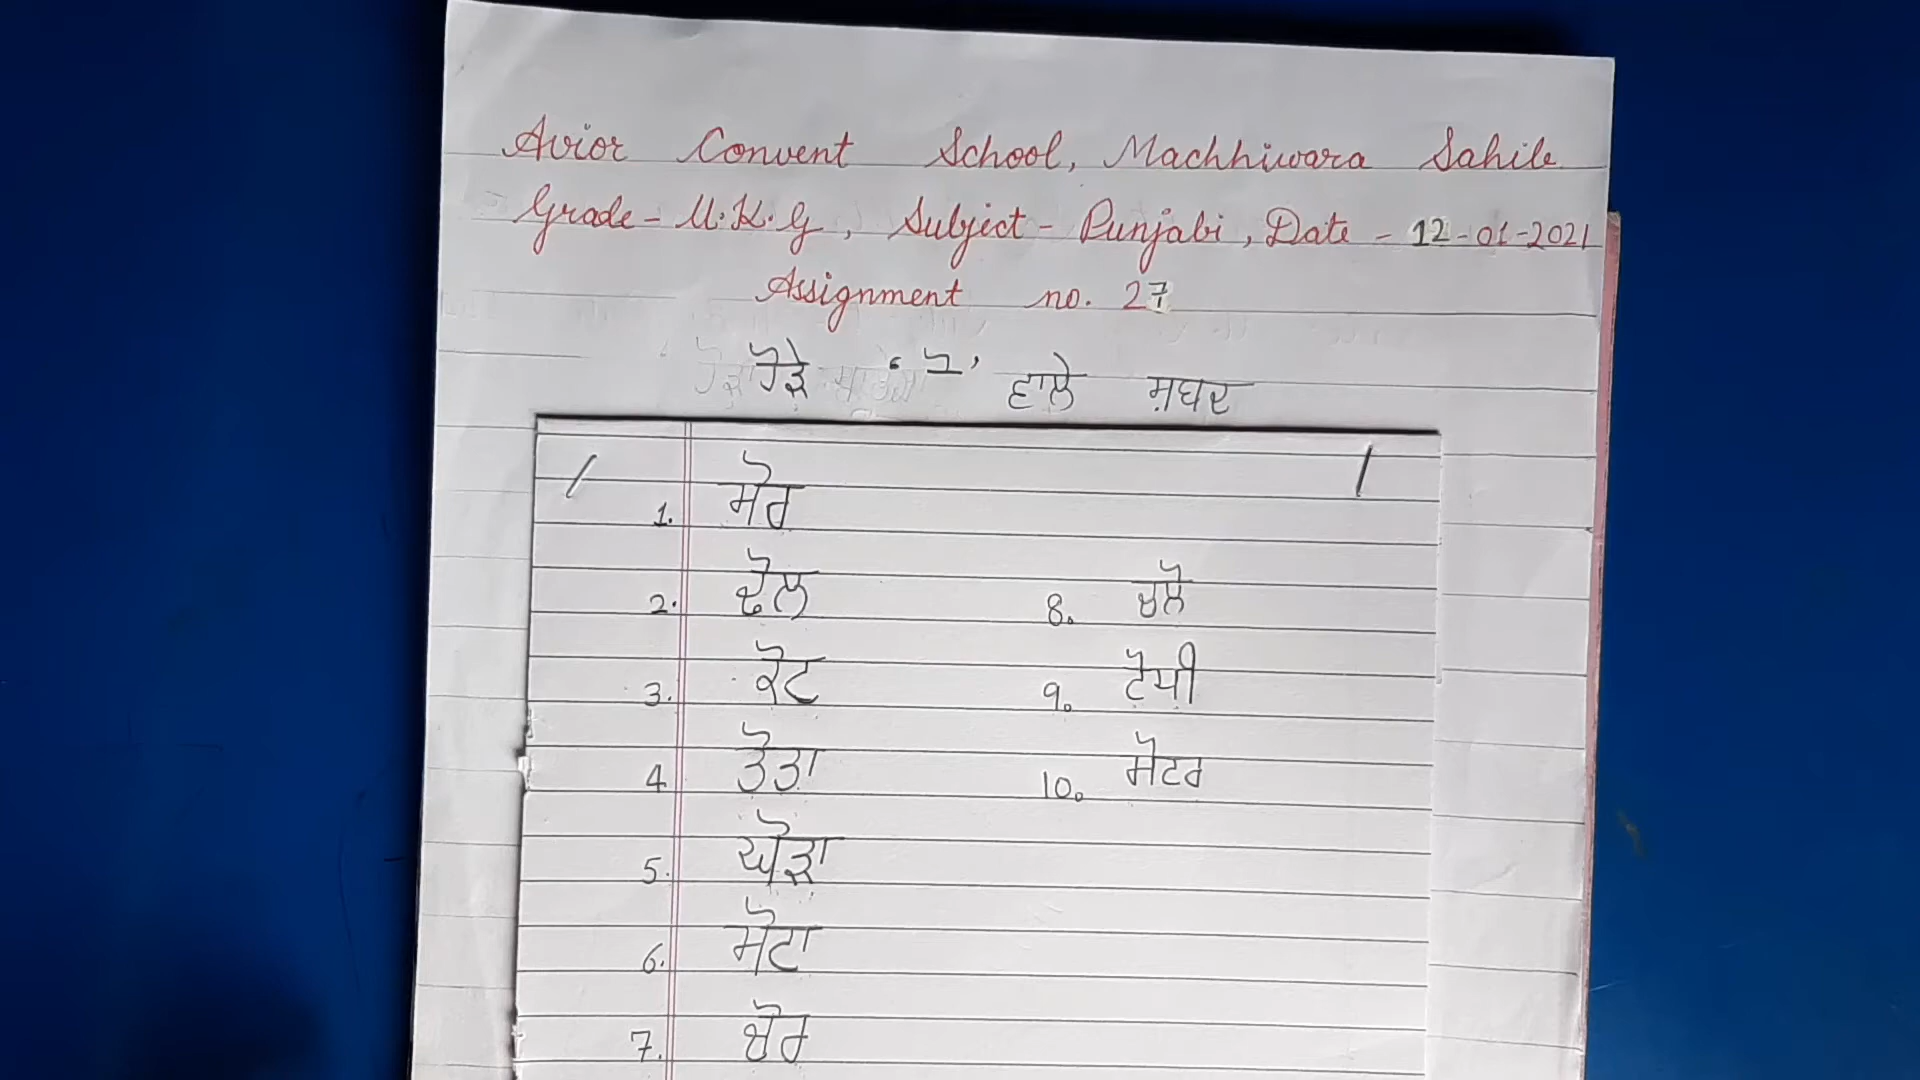 Avior Convent School, Machhiwara Sahib
Grade - U.K.G, Subject - Punjabi, Date - 12-01-2021
Assignment no. 27
ਹੋੜੇ ' ੋ ' ਵਾਲੇ ਸ਼ਬਦ
1. ਮੋਰ
2. ਢੋਲ
3. ਕੋਟ
4 ਤੋਤਾ
5. ਘੋੜਾ
6. ਮੋਟਾ
7. ਚੋਰ
8. ਚਲੋ
9. ਟੋਪੀ
10. ਮੋਟਰ